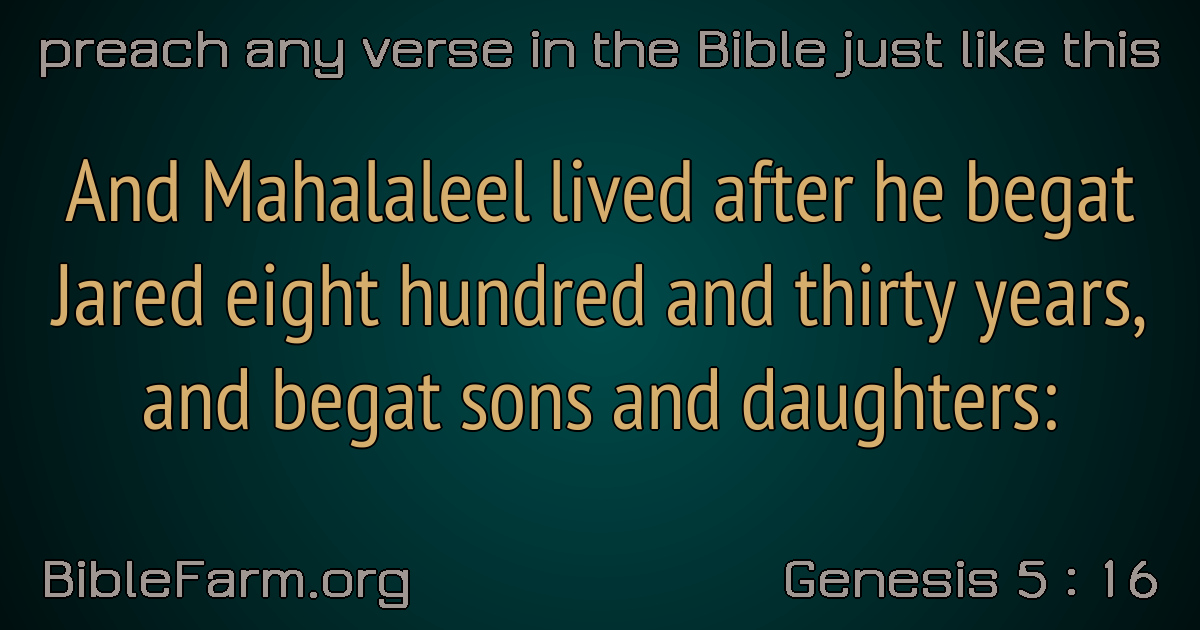 preach any verse in the Bible just like this
And Mahalaleel lived after he begat
Jared eight hundred and thirty years,
and begat sons and daughters:
BibleFarm.org
Genesis 5 : 16